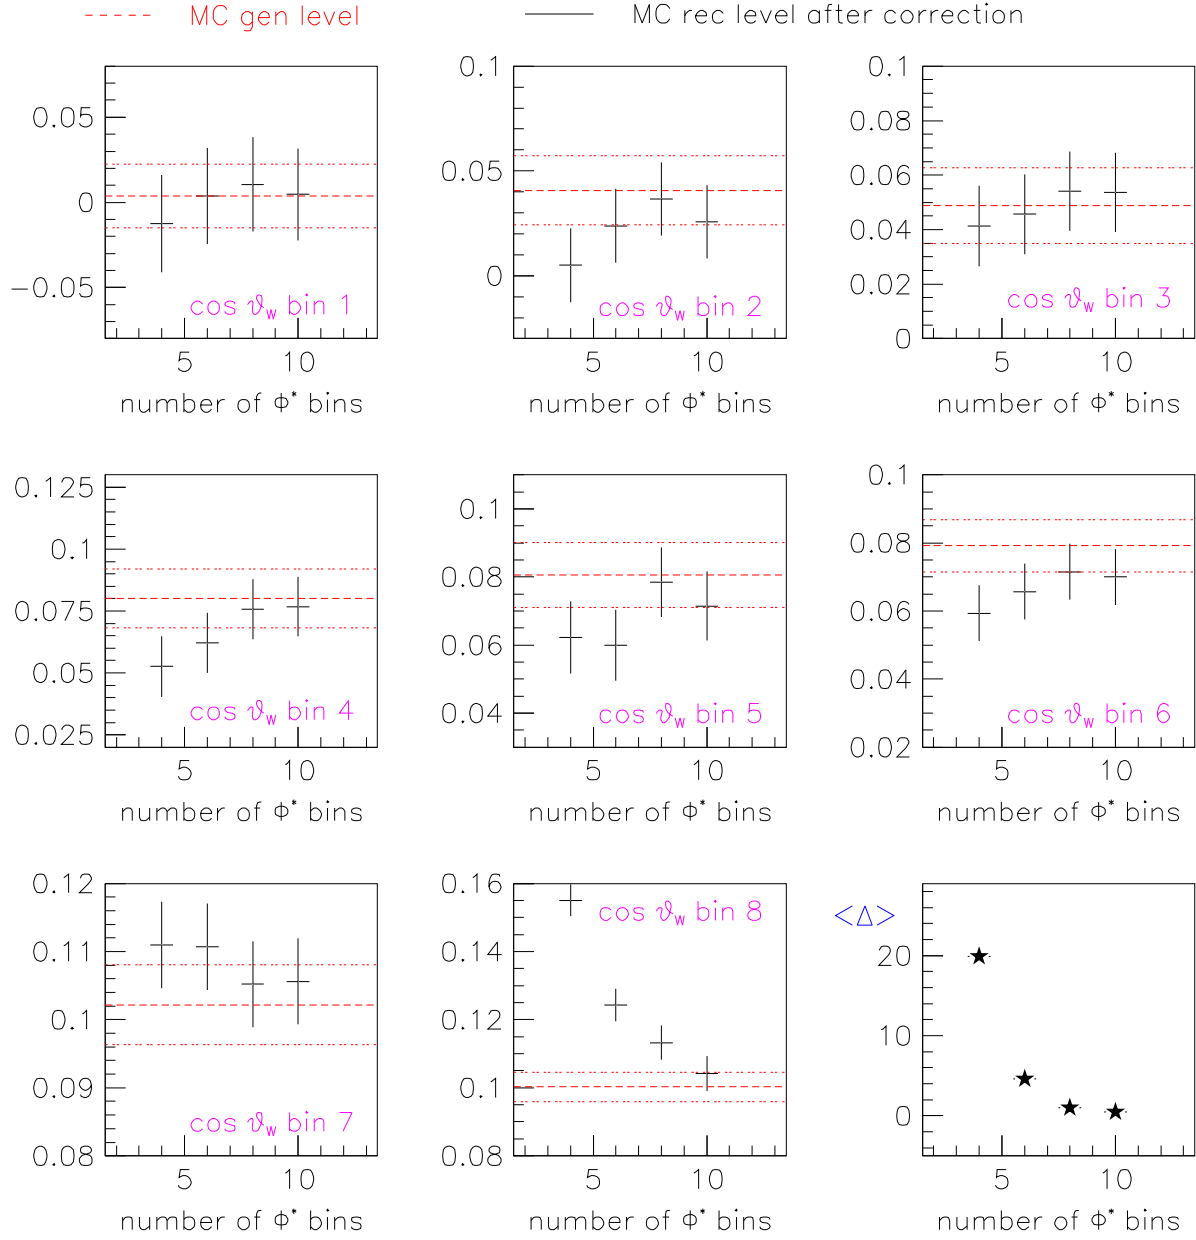 MC gen level
MC rec level after correction
0.05
0
−0.05
cos ϑw bin 1
5 10
number of Φ* bins
0.1
0.05
0
cos ϑw bin 2
5 10
number of Φ* bins
0.1
0.08
0.06
0.04
0.02
0
cos ϑw bin 3
5 10
number of Φ* bins
0.125
0.1
0.075
0.05
0.025
cos ϑw bin 4
5 10
number of Φ* bins
0.1
0.08
0.06
0.04
cos ϑw bin 5
5 10
number of Φ* bins
0.1
0.08
0.06
0.04
0.02
cos ϑw bin 6
5 10
number of Φ* bins
0.12
0.11
0.1
0.09
0.08
cos ϑw bin 7
5 10
number of Φ* bins
0.16
0.14
0.12
0.1
0.08
cos ϑw bin 8
5 10
number of Φ* bins
<Δ>
20
10
0
5 10
number of Φ* bins